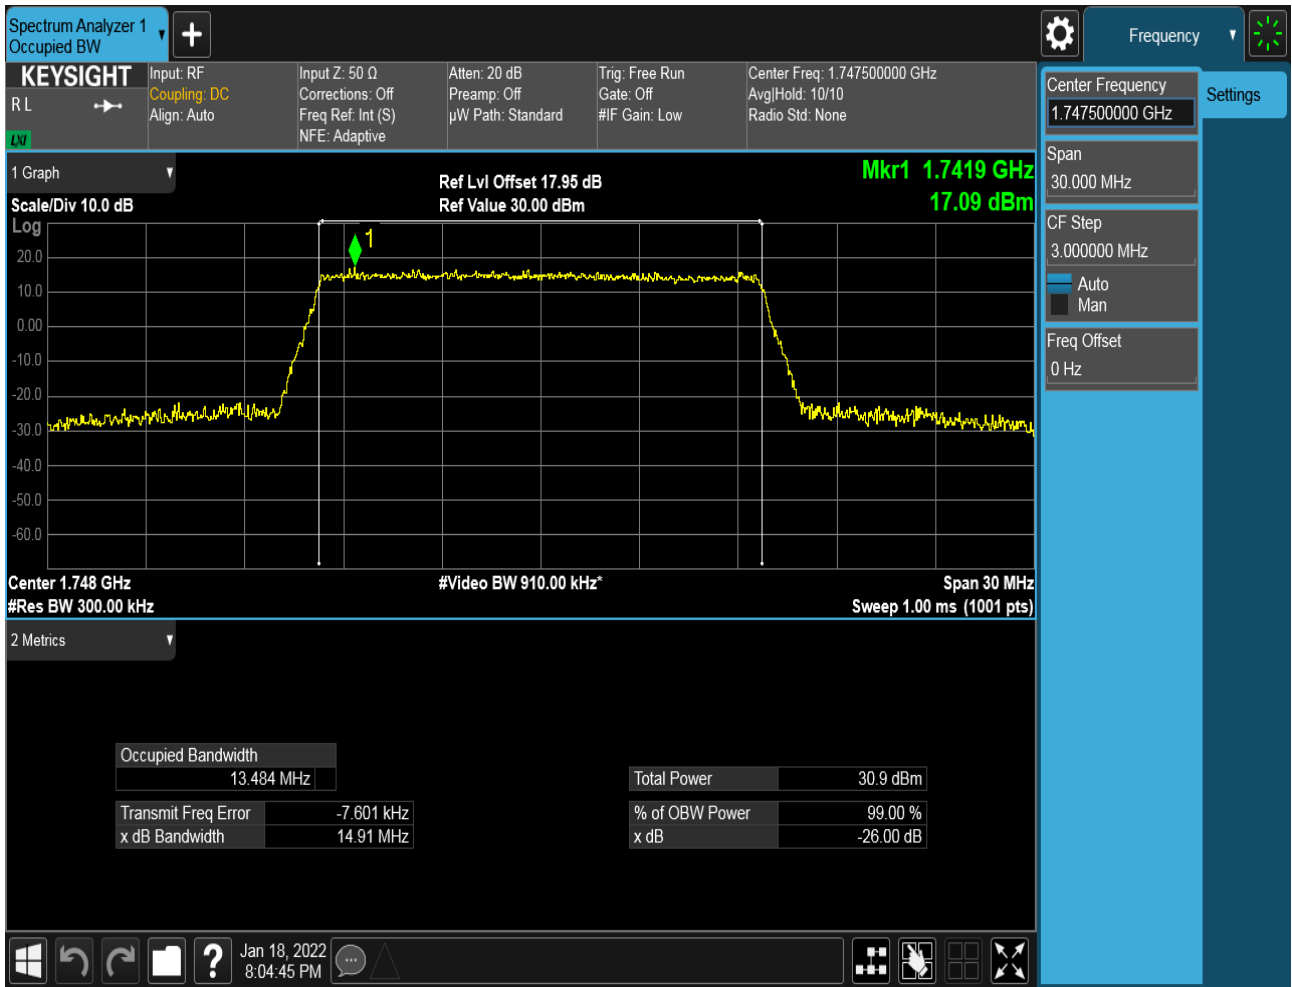 Spectrum Analyzer 1
Occupied BW
Frequency
KEYSIGHT
R L
LXI
Input: RF
Coupling: DC
Align: Auto
Input Z: 50 Ω
Corrections: Off
Freq Ref: Int (S)
NFE: Adaptive
Atten: 20 dB
Preamp: Off
µW Path: Standard
Trig: Free Run
Gate: Off
#IF Gain: Low
Center Freq: 1.747500000 GHz
Avg|Hold: 10/10
Radio Std: None
Center Frequency
1.747500000 GHz
Settings
Span
30.000 MHz
CF Step
3.000000 MHz
Auto
Man
Freq Offset
0 Hz
1 Graph
Scale/Div 10.0 dB
Log
Ref Lvl Offset 17.95 dB
Ref Value 30.00 dBm
Mkr1 1.7419 GHz
17.09 dBm
1
20.0
10.0
0.00
-10.0
-20.0
-30.0
-40.0
-50.0
-60.0
Center 1.748 GHz
#Res BW 300.00 kHz
#Video BW 910.00 kHz*
Span 30 MHz
Sweep 1.00 ms (1001 pts)
2 Metrics
Occupied Bandwidth
13.484 MHz
Transmit Freq Error -7.601 kHz
x dB Bandwidth 14.91 MHz
Total Power 30.9 dBm
% of OBW Power 99.00 %
x dB -26.00 dB
?
Jan 18, 2022
8:04:45 PM